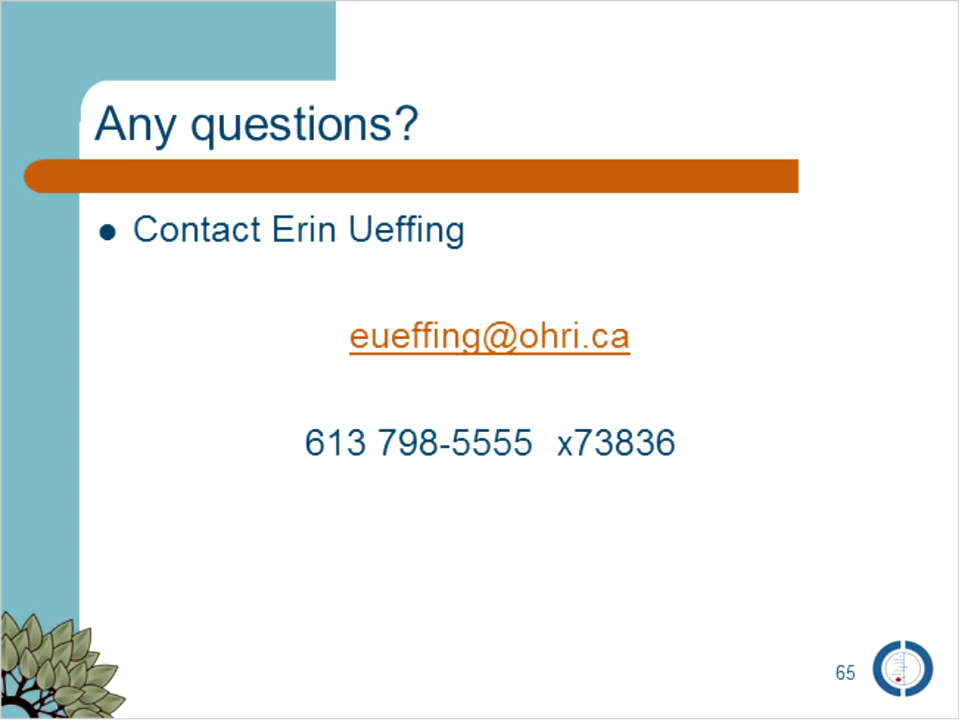 Any questions?
● Contact Erin Ueffing
eueffing@ohri.ca
613 798-5555 x73836
65